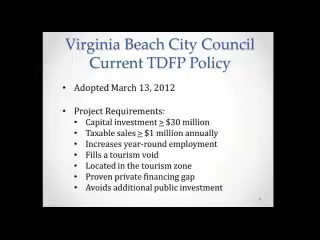 Virginia Beach City Council
Current TDFP Policy
• Adopted March 13, 2012
• Project Requirements:
• Capital investment ≥ $30 million
• Taxable sales ≥ $1 million annually
• Increases year-round employment
• Fills a tourism void
• Located in the tourism zone
• Proven private financing gap
• Avoids additional public investment